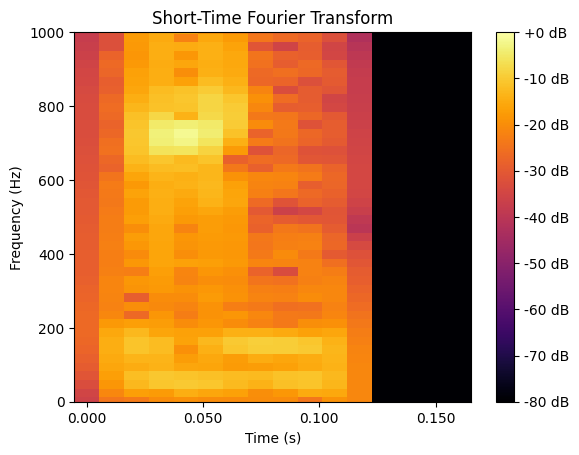 Short-Time Fourier Transform
1000
800
600
400
200
0
Frequency (Hz)
0.000
0.050
0.100
0.150
Time (s)
+0 dB
-10 dB
-20 dB
-30 dB
-40 dB
-50 dB
-60 dB
-70 dB
-80 dB